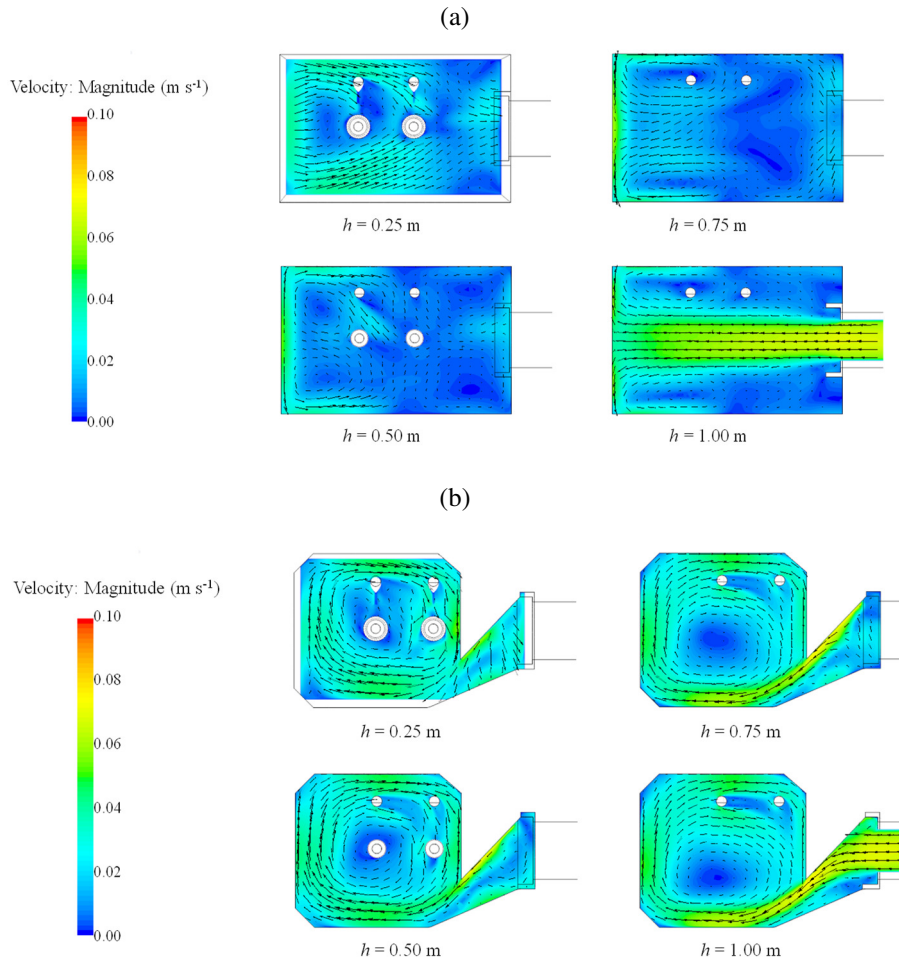 (a)
Velocity: Magnitude (m s⁻¹)
0.10
0.08
0.06
0.04
0.02
0.00
h = 0.25 m
h = 0.75 m
h = 0.50 m
h = 1.00 m
(b)
Velocity: Magnitude (m s⁻¹)
0.10
0.08
0.06
0.04
0.02
0.00
h = 0.25 m
h = 0.75 m
h = 0.50 m
h = 1.00 m